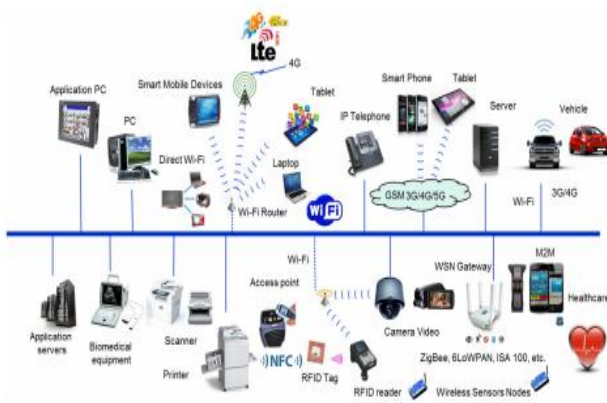 4G
LTE
Application PC
Smart Mobile Devices
Tablet
Smart Phone
Tablet
PC
IP Telephone
Server
Vehicle
Direct Wi-Fi
Laptop
GSM 3G/4G/5G
Wi-Fi Router
Wi Fi
Wi-Fi
3G/4G
Wi-Fi
WSN Gateway
M2M
Access point
Healthcare
Application
servers
Biomedical
equipment
Scanner
Camera Video
Printer
NFC
RFID Tag
ZigBee, 6LoWPAN, ISA 100, etc.
RFID reader
Wireless Sensors Nodes